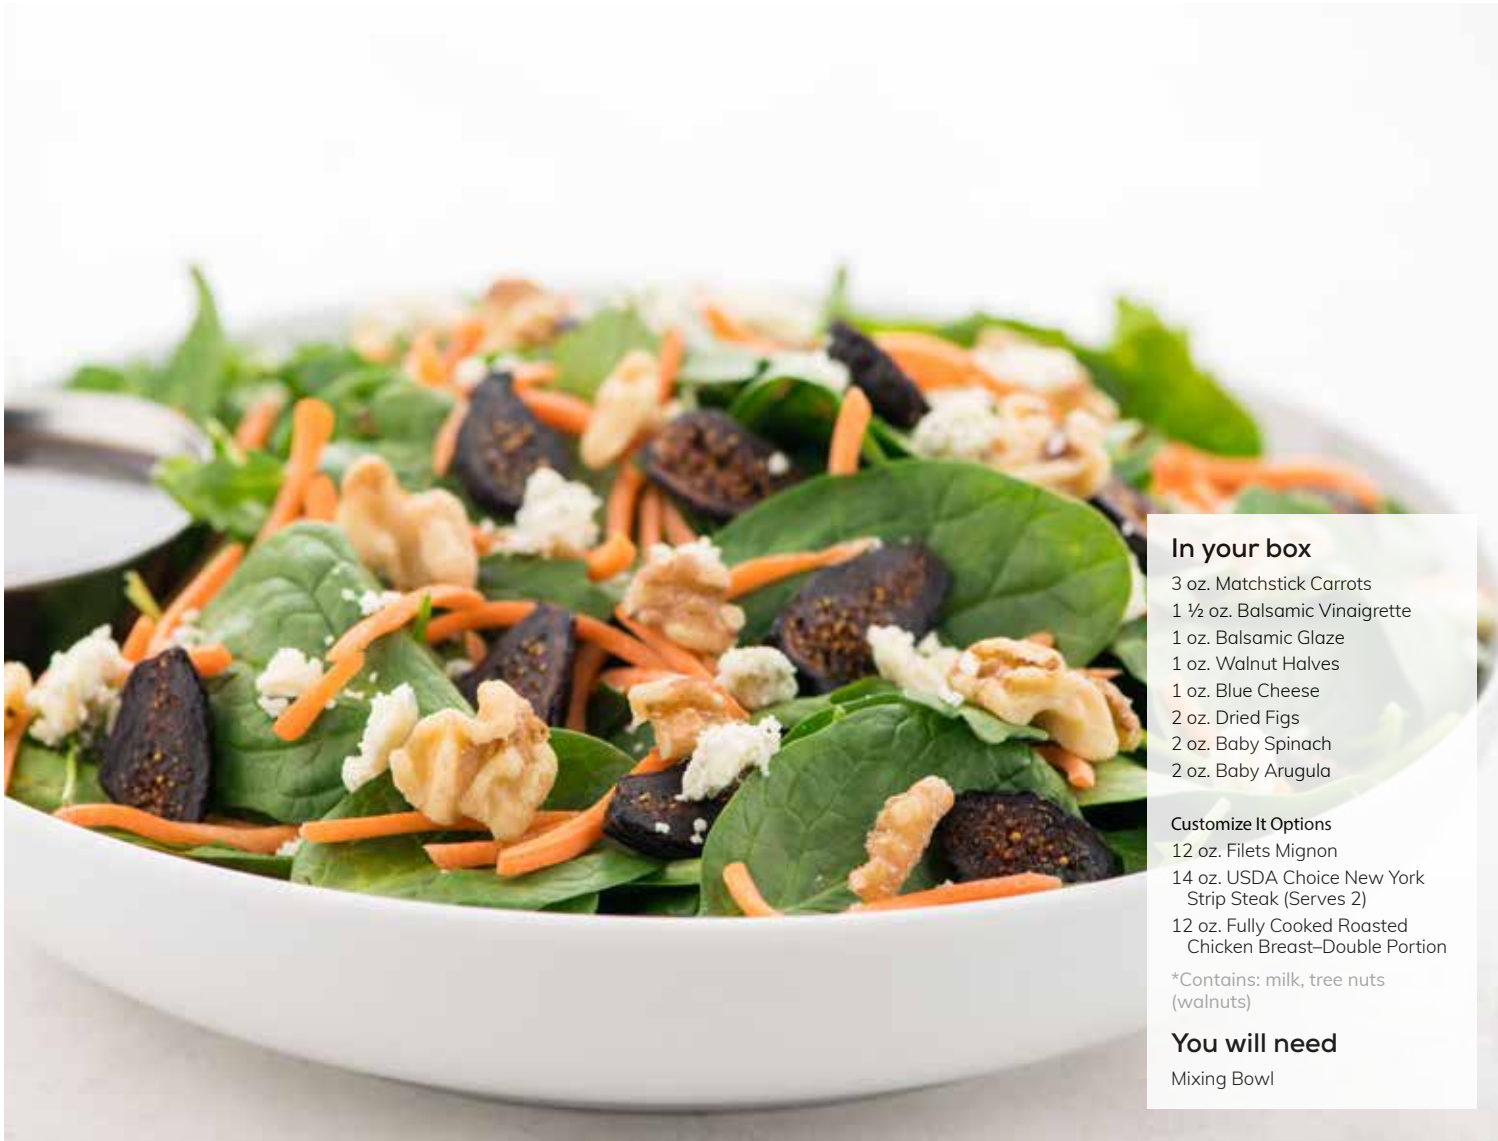 In your box
3 oz. Matchstick Carrots
1 ½ oz. Balsamic Vinaigrette
1 oz. Balsamic Glaze
1 oz. Walnut Halves
1 oz. Blue Cheese
2 oz. Dried Figs
2 oz. Baby Spinach
2 oz. Baby Arugula
Customize It Options
12 oz. Filets Mignon
14 oz. USDA Choice New York
Strip Steak (Serves 2)
12 oz. Fully Cooked Roasted
Chicken Breast–Double Portion
*Contains: milk, tree nuts
(walnuts)
You will need
Mixing Bowl